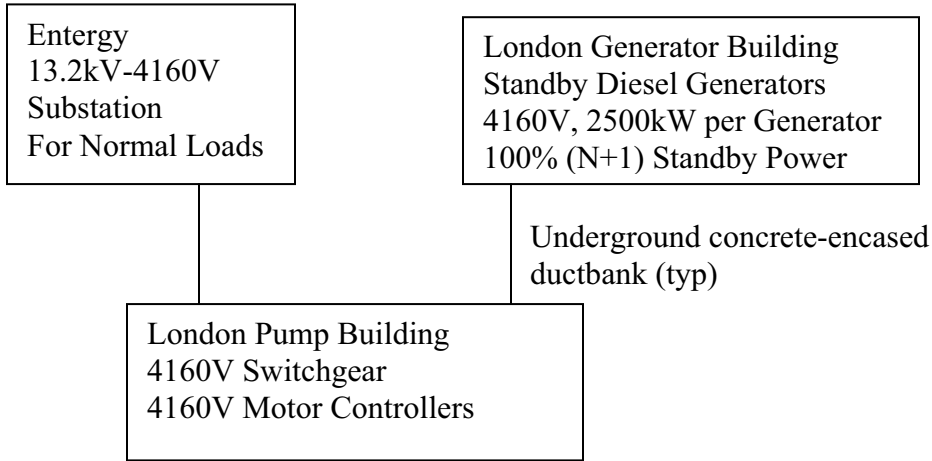 Entergy
13.2kV-4160V
Substation
For Normal Loads
London Generator Building
Standby Diesel Generators
4160V, 2500kW per Generator
100% (N+1) Standby Power
Underground concrete-encased
ductbank (typ)
London Pump Building
4160V Switchgear
4160V Motor Controllers